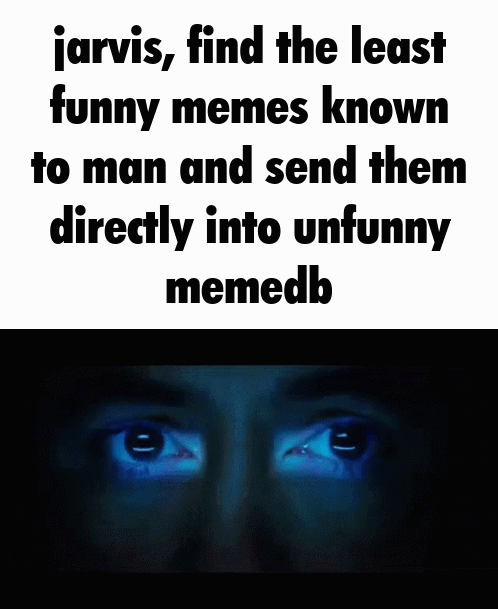 jarvis, find the least
funny memes known
to man and send them
directly into unfunny
memedb